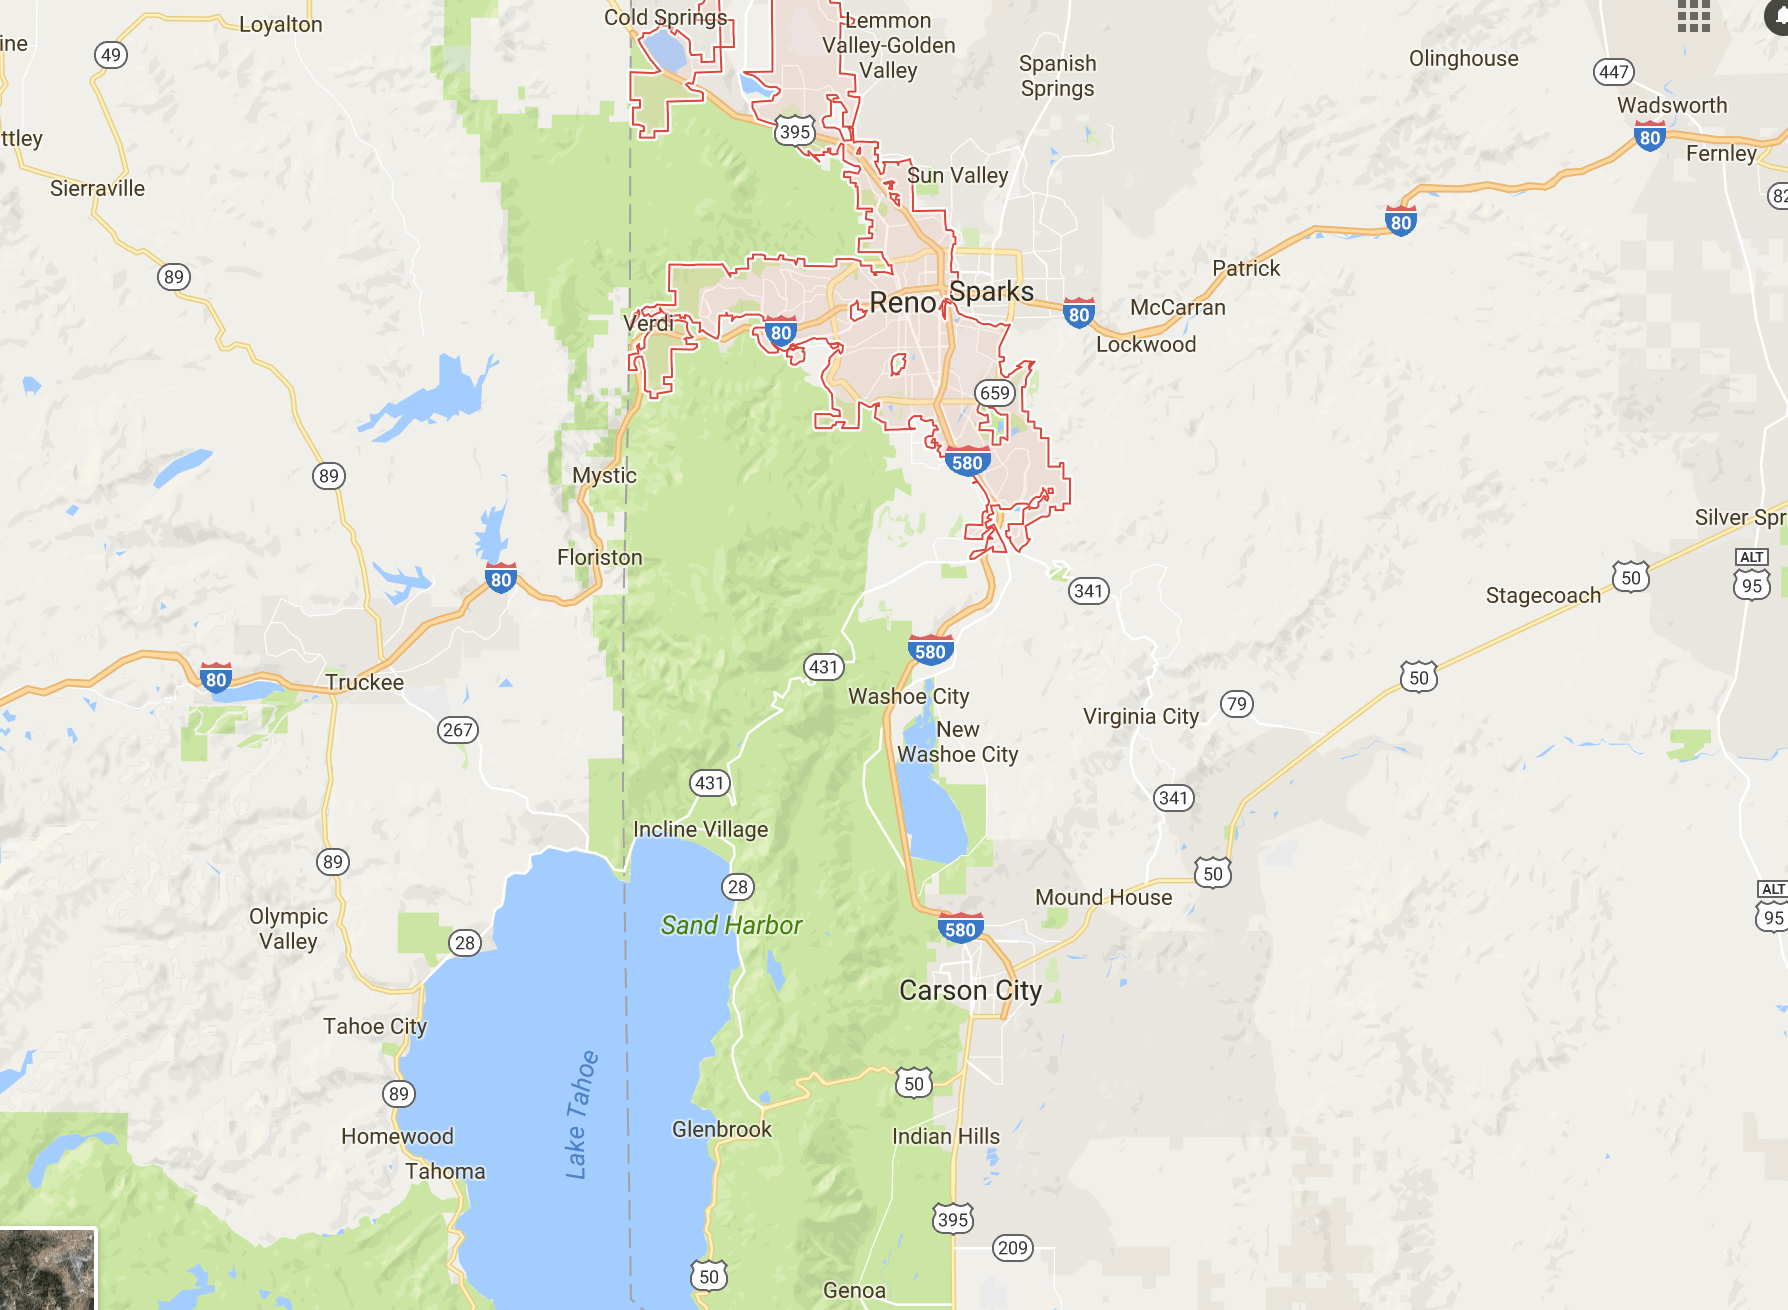 Cold Springs
Lemmon
Valley-Golden
Valley
Loyalton
ine
49
Spanish
Springs
Olinghouse
447
Wadsworth
395
80
ttley
Fernley
Sun Valley
Sierraville
82
80
89
Patrick
Reno
Sparks
McCarran
80
Verdi
80
Lockwood
659
580
Mystic
89
Silver Spr
Floriston
ALT
95
80
50
341
Stagecoach
580
431
80
Truckee
50
Washoe City
79
Virginia City
267
New
Washoe City
431
341
Incline Village
89
50
28
ALT
95
Mound House
Olympic
Valley
Sand Harbor
580
28
Carson City
Tahoe City
50
89
Lake Tahoe
Glenbrook
Homewood
Indian Hills
Tahoma
395
209
50
Genoa